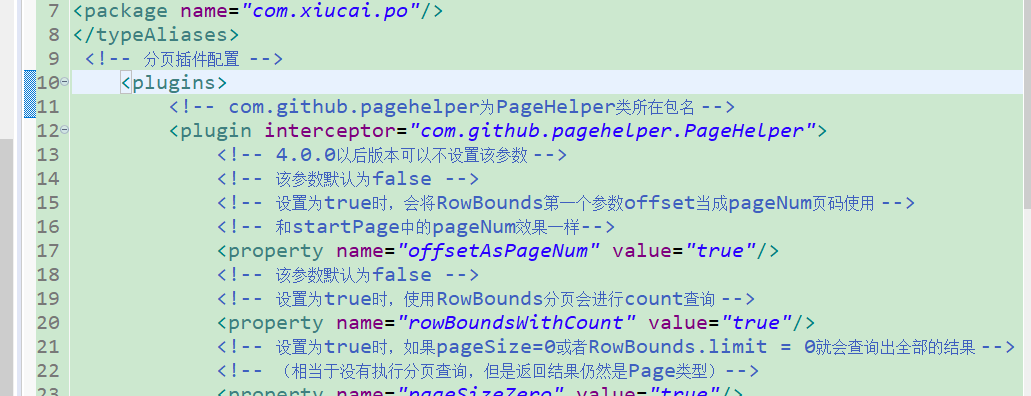 7 <package name="com.xiucai.po"/>
8 </typeAliases>
9 <!-- 分页插件配置 -->
10 <plugins>
11 <!-- com.github.pagehelper为PageHelper类所在包名 -->
12 <plugin interceptor="com.github.pagehelper.PageHelper">
13 <!-- 4.0.0以后版本可以不设置该参数 -->
14 <!-- 该参数默认为false -->
15 <!-- 设置为true时，会将RowBounds第一个参数offset当成pageNum页码使用 -->
16 <!-- 和startPage中的pageNum效果一样-->
17 <property name="offsetAsPageNum" value="true"/>
18 <!-- 该参数默认为false -->
19 <!-- 设置为true时，使用RowBounds分页会进行count查询 -->
20 <property name="rowBoundsWithCount" value="true"/>
21 <!-- 设置为true时，如果pageSize=0或者RowBounds.limit = 0就会查询出全部的结果 -->
22 <!-- （相当于没有执行分页查询，但是返回结果仍然是Page类型）-->
23 <property name="pageSizeZero" value="true"/>